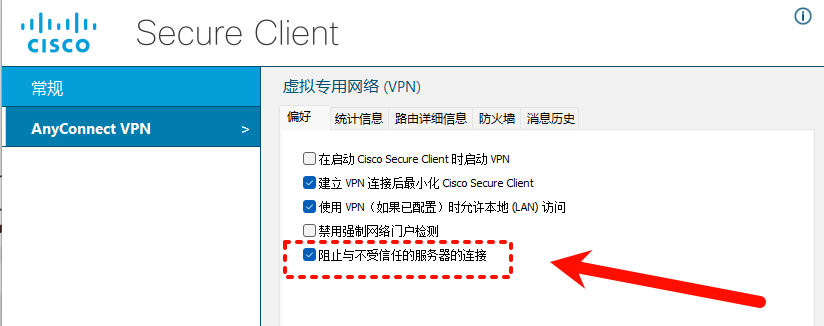 CISCO
Secure Client
常规
AnyConnect VPN >
虚拟专用网络 (VPN)
偏好 统计信息 路由详细信息 防火墙 消息历史
在启动 Cisco Secure Client 时启动 VPN
建立 VPN 连接后最小化 Cisco Secure Client
使用 VPN（如果已配置）时允许本地 (LAN) 访问
禁用强制网络门户检测
阻止与不受信任的服务器的连接